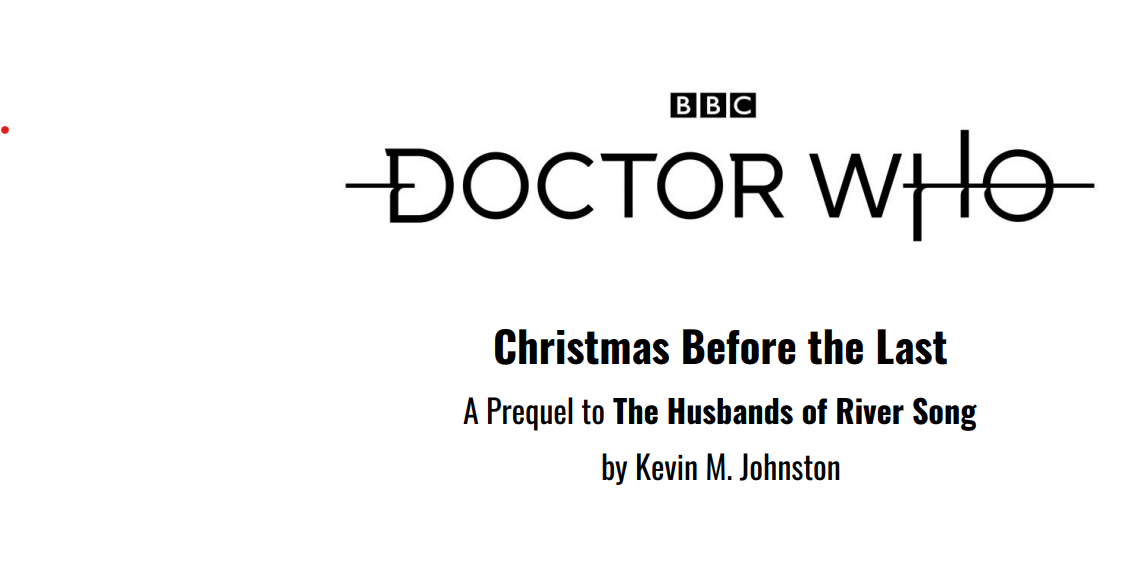 BBC
DOCTOR WHO
Christmas Before the Last
A Prequel to The Husbands of River Song
by Kevin M. Johnston